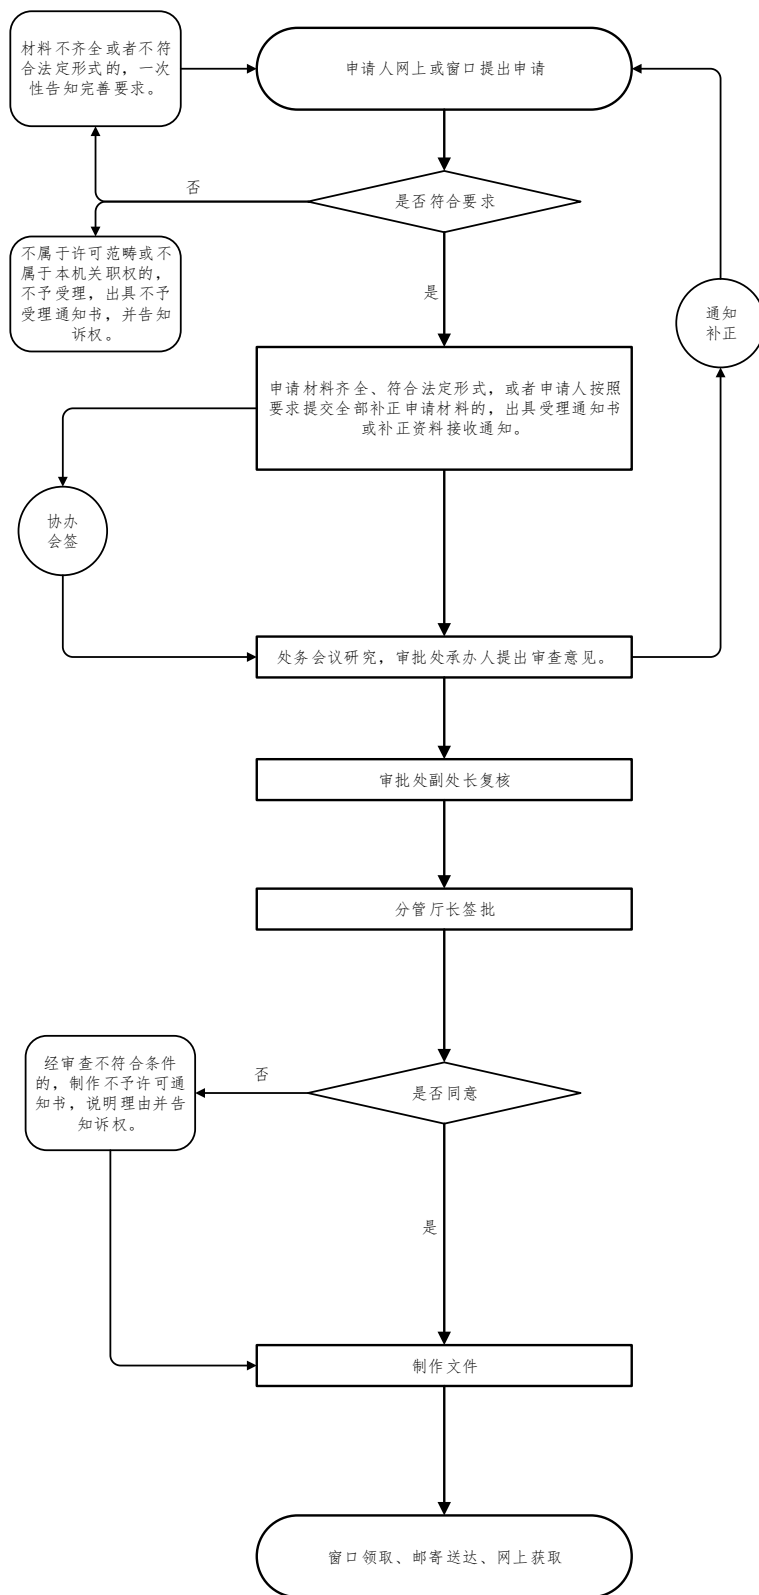 材料不齐全或者不符
合法定形式的，一次
性告知完善要求。
申请人网上或窗口提出申请
否
是否符合要求
不属于许可范畴或不
属于本机关职权的，
不予受理，出具不予
受理通知书，并告知
诉权。
是
通知
补正
申请材料齐全、符合法定形式，或者申请人按照
要求提交全部补正申请材料的，出具受理通知书
或补正资料接收通知。
协办
会签
处务会议研究，审批处承办人提出审查意见。
审批处副处长复核
分管厅长签批
经审查不符合条件
的，制作不予许可通
知书，说明理由并告
知诉权。
否
是否同意
是
制作文件
窗口领取、邮寄送达、网上获取